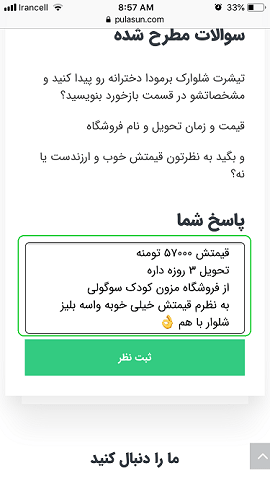 Irancell
8:57 AM
33%
pulasun.com
سوالات مطرح شده
تیشرت شلوارک برمودا دخترانه رو پیدا کنید و
مشخصاتشو در قسمت بازخورد بنویسید؟
قیمت و زمان تحویل و نام فروشگاه
و بگید به نظرتون قیمتش خوب و ارزندست یا
نه؟
پاسخ شما
قیمتش ۵۷۰۰۰ تومنه
تحویل ۳ روزه داره
از فروشگاه مزون کودک سوگولی
به نظرم قیمتش خیلی خوبه واسه بلیز
شلوار با هم 👌
ثبت نظر
ما را دنبال کنید